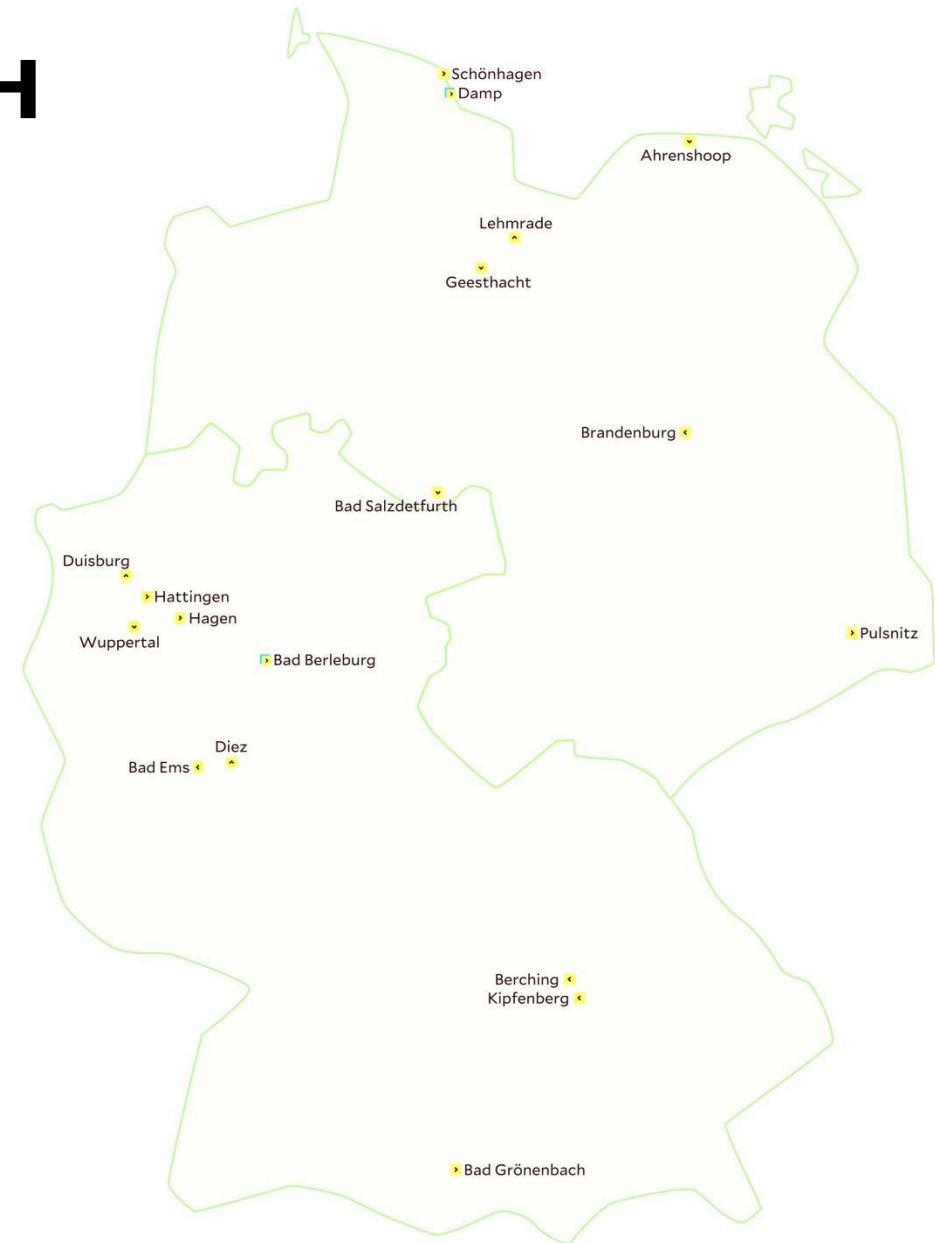 Schönhagen
Damp
Ahrenshoop
Lehmrade
Geesthacht
Brandenburg
Bad Salzdetfurth
Duisburg
Hattingen
Hagen
Wuppertal
Pulsnitz
Bad Berleburg
Diez
Bad Ems
Berching
Kipfenberg
Bad Grönenbach